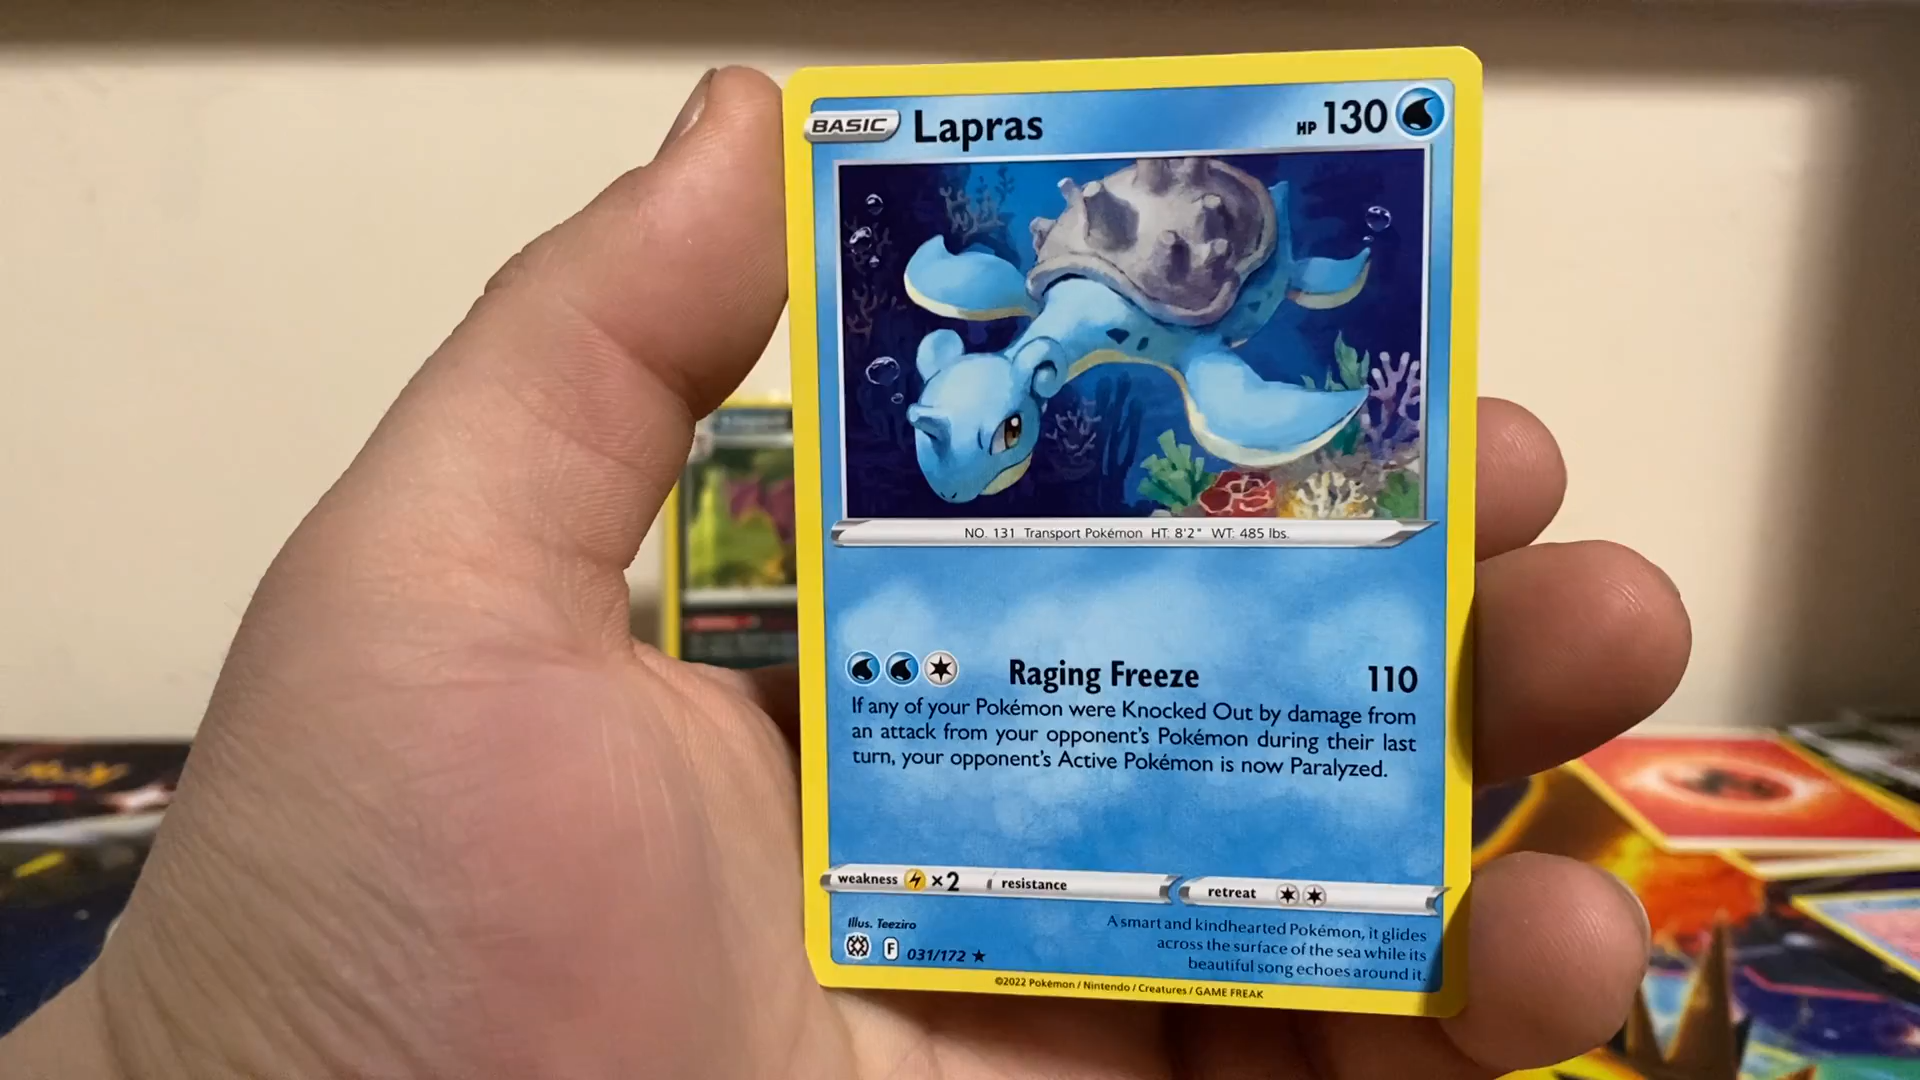 BASIC Lapras HP 130
NO. 131 Transport Pokémon HT: 8'2" WT: 485 lbs.
Raging Freeze 110
If any of your Pokémon were Knocked Out by damage from
an attack from your opponent's Pokémon during their last
turn, your opponent's Active Pokémon is now Paralyzed.
weakness ×2 resistance retreat
Illus. Teeziro
F 031/172 ★
A smart and kindhearted Pokémon, it glides
across the surface of the sea while its
beautiful song echoes around it.
©2022 Pokémon / Nintendo / Creatures / GAME FREAK